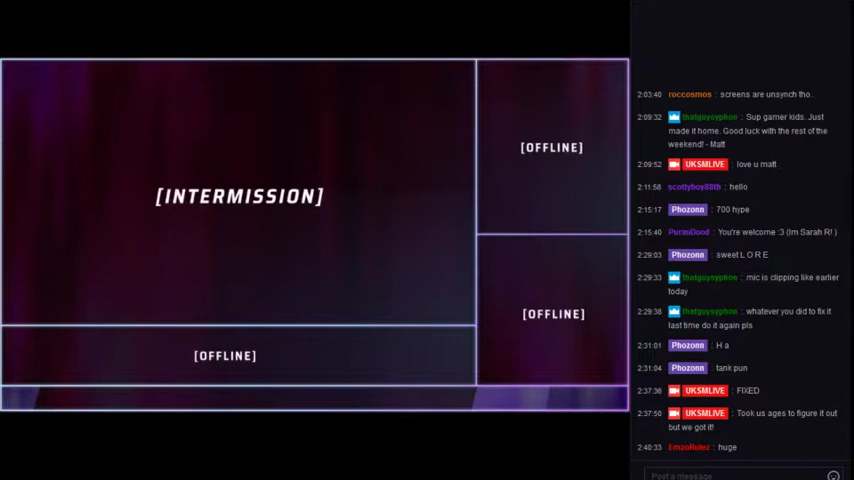 [INTERMISSION]
[OFFLINE]
[OFFLINE]
[OFFLINE]
2:03:40 roccosmos : screens are unsynch tho..
2:09:32 thatguysyphon : Sup gamer kids. Just
made it home. Good luck with the rest of the
weekend! - Matt
2:09:52 UKSMLIVE : love u matt
2:11:58 scottyboy88th : hello
2:15:17 Phozonn : 700 hype
2:15:40 PurimDood : You're welcome :3 (Im Sarah R! )
2:29:03 Phozonn : sweet L O R E
2:29:33 thatguysyphon : mic is clipping like earlier
today
2:29:38 thatguysyphon : whatever you did to fix it
last time do it again pls
2:31:01 Phozonn : H a
2:31:04 Phozonn : tank pun
2:37:36 UKSMLIVE : FIXED
2:37:50 UKSMLIVE : Took us ages to figure it out
but we got it!
2:40:33 EmzoRulez : huge
Post a message